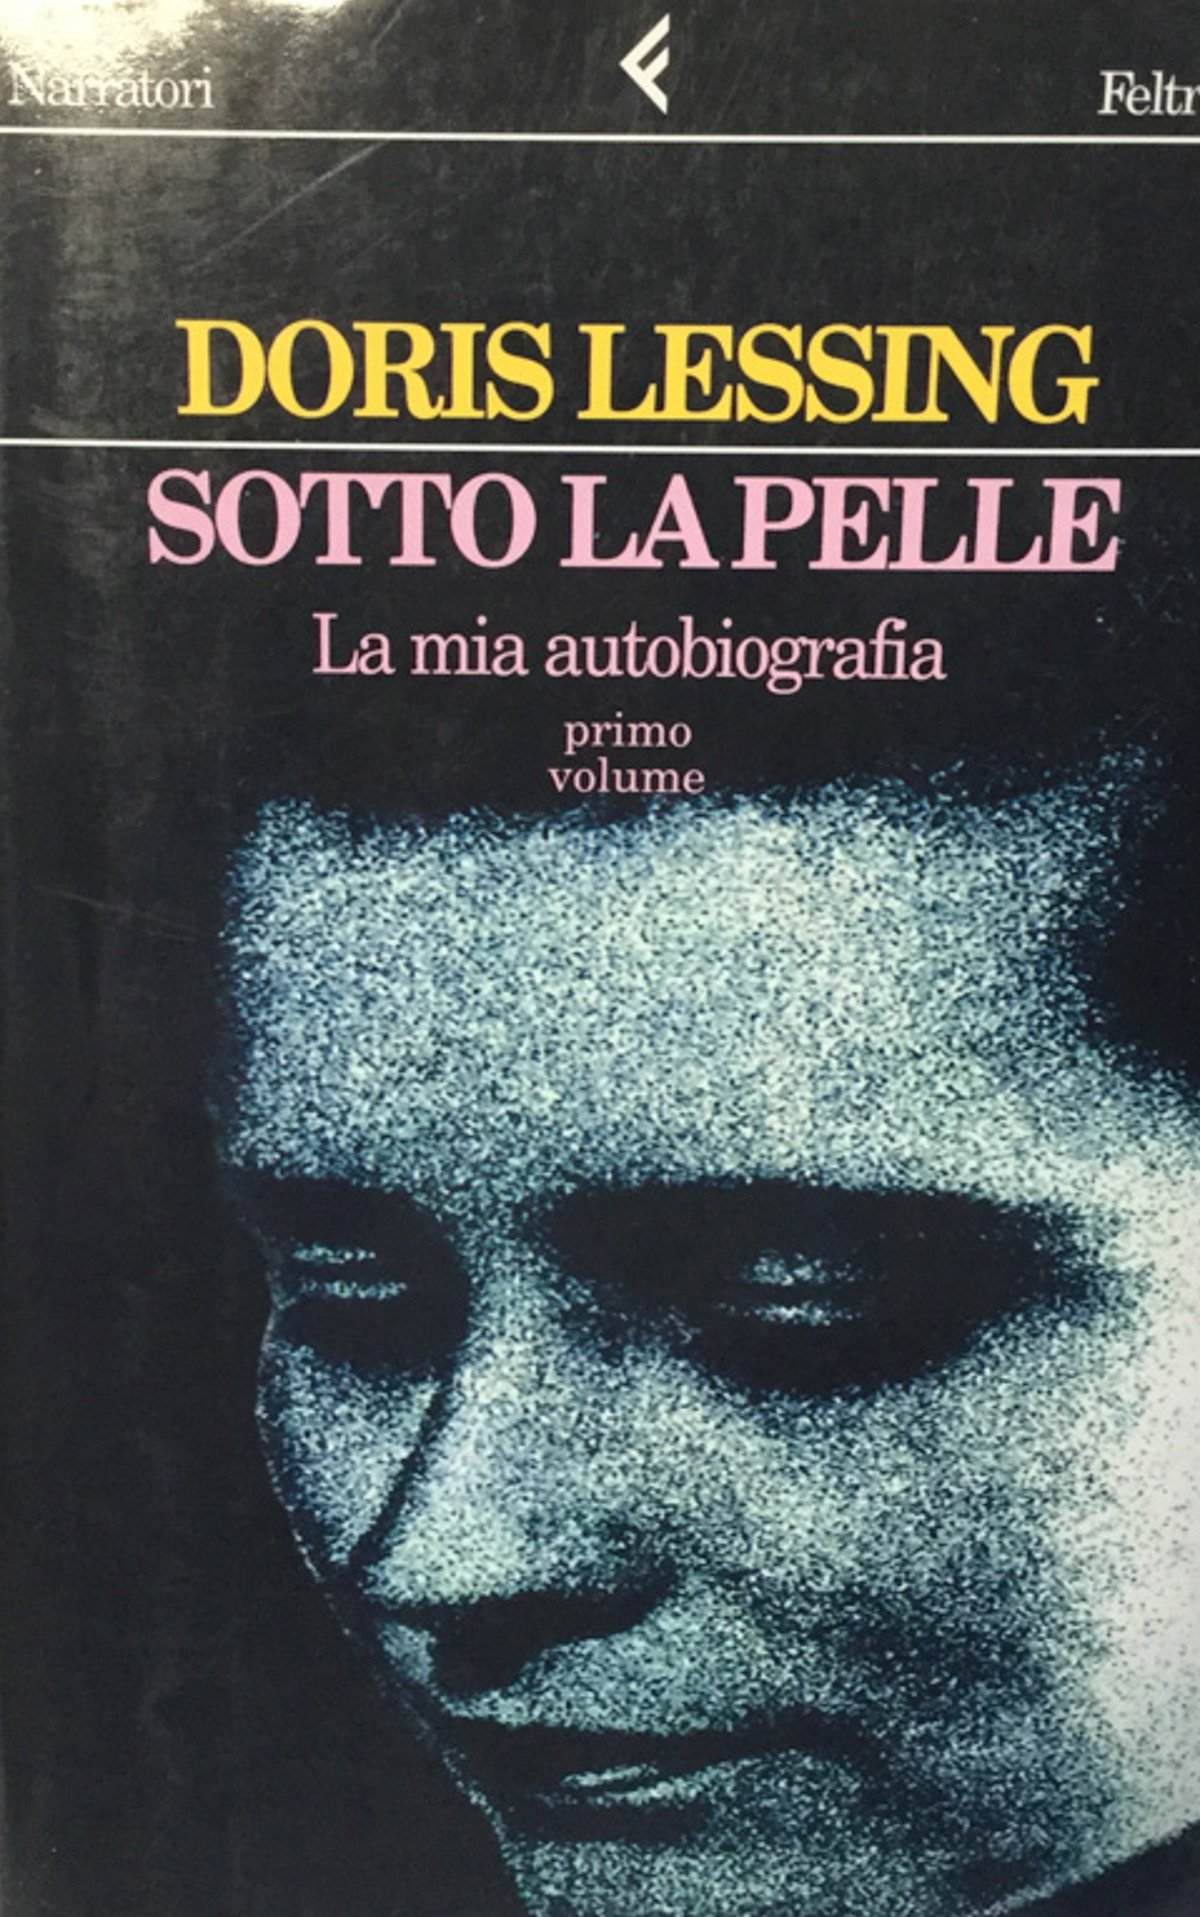 Narratori Feltr
DORIS LESSING
SOTTO LA PELLE
La mia autobiografia
primo
volume